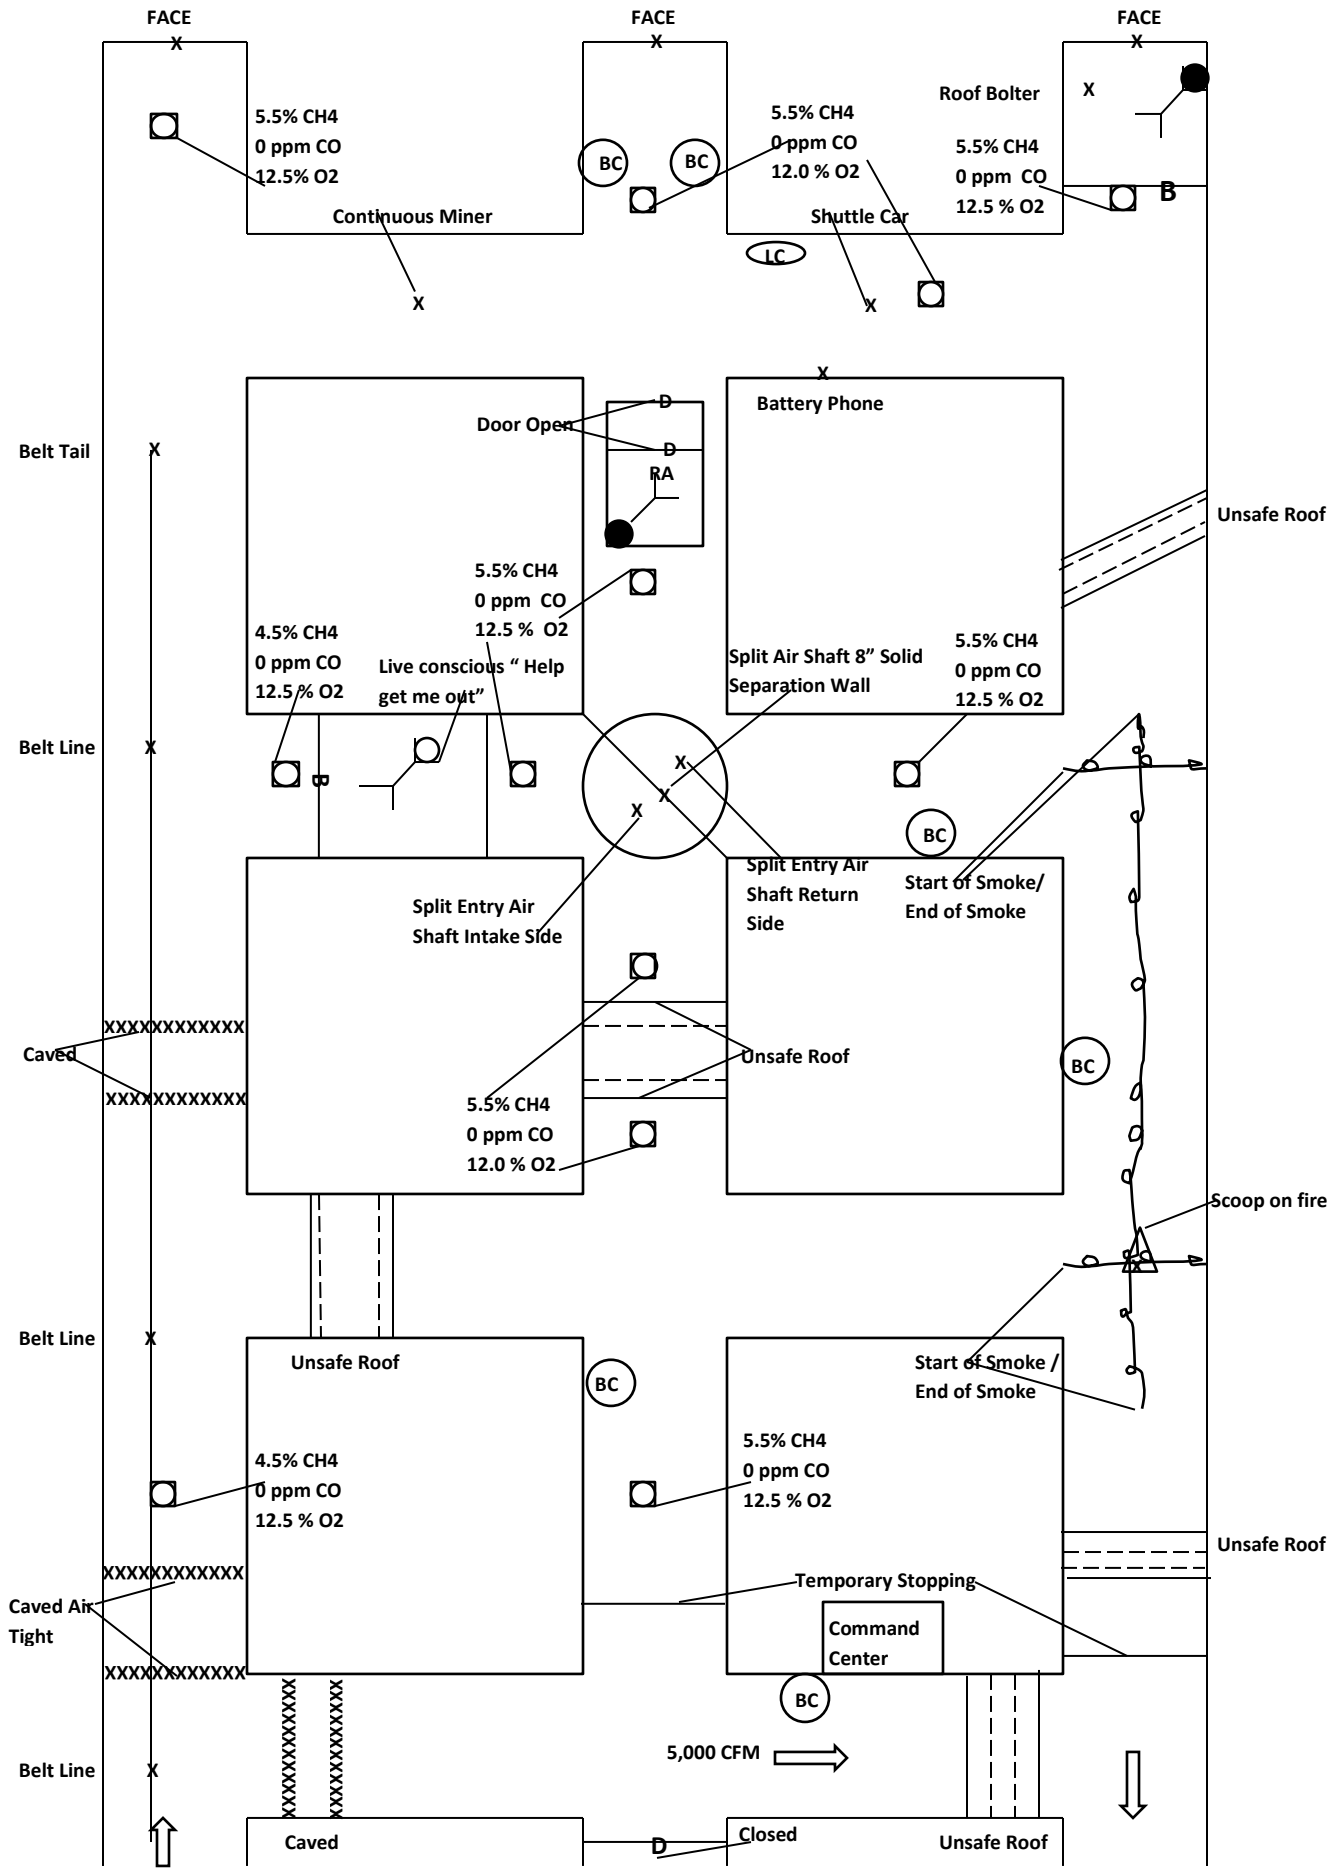 FACE
FACE
FACE
X
X
X
Roof Bolter
X
5.5% CH4
0 ppm CO
12.5% O2
5.5% CH4
0 ppm CO
12.0 % O2
5.5% CH4
0 ppm CO
12.5 % O2
BC
BC
B
Continuous Miner
Shuttle Car
LC
X
X
X
Battery Phone
D
Door Open
D
RA
Belt Tail
X
Unsafe Roof
5.5% CH4
0 ppm CO
12.5 % O2
4.5% CH4
0 ppm CO
12.5 % O2
Live conscious “ Help
get me out”
Split Air Shaft 8” Solid
Separation Wall
5.5% CH4
0 ppm CO
12.5 % O2
Belt Line
X
B
X
X
X
BC
Split Entry Air
Shaft Intake Side
Split Entry Air
Shaft Return
Side
Start of Smoke/
End of Smoke
XXXXXXXXXXXX
Caved
XXXXXXXXXXXX
Unsafe Roof
BC
5.5% CH4
0 ppm CO
12.0 % O2
Scoop on fire
X
Belt Line
X
Unsafe Roof
BC
Start of Smoke /
End of Smoke
4.5% CH4
0 ppm CO
12.5 % O2
5.5% CH4
0 ppm CO
12.5 % O2
Unsafe Roof
XXXXXXXXXXXX
Caved Air
Tight
XXXXXXXXXXXX
Temporary Stopping
Command
Center
BC
XXXXXXXXXXXX
XXXXXXXXXXXX
5,000 CFM
Belt Line
X
Caved
D
Closed
Unsafe Roof